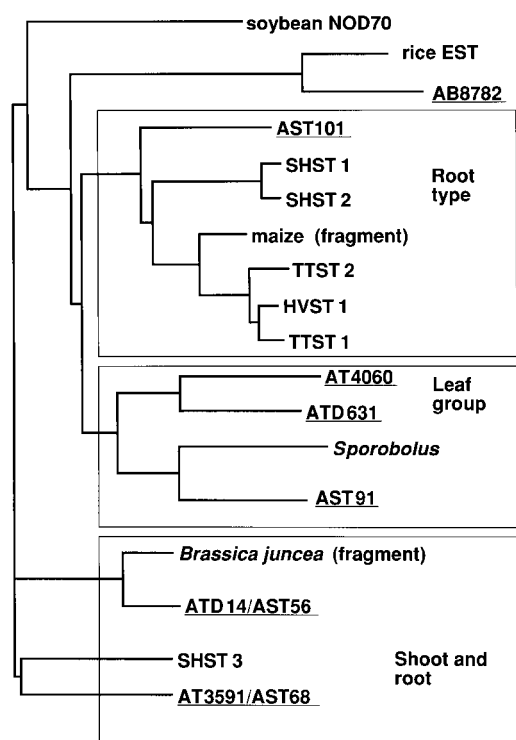 soybean NOD70
rice EST
AB8782
AST101
SHST 1
Root
type
SHST 2
maize (fragment)
TTST 2
HVST 1
TTST 1
AT4060
Leaf
group
ATD631
Sporobolus
AST91
Brassica juncea (fragment)
ATD14/AST56
SHST 3
Shoot and
root
AT3591/AST68